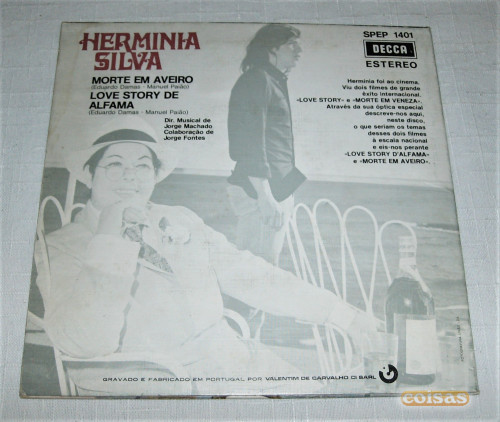 HERMINIA
SILVA
MORTE EM AVEIRO
(Eduardo Damas - Manuel Paião)
LOVE STORY DE
ALFAMA
(Eduardo Damas - Manuel Paião)
Dir. Musical de
Jorge Machado
Colaboração de
Jorge Fontes
SPEP 1401
DECCA
ESTEREO
Herminia foi ao cinema.
Viu dois filmes de grande
êxito internacional.
«LOVE STORY» e «MORTE EM VENEZA».
Através da sua óptica especial
descreve-nos aqui,
neste disco,
o que seriam os temas
desses dois filmes
à escala nacional
e eis-nos perante
«LOVE STORY D'ALFAMA»
e «MORTE EM AVEIRO».
GRAVADO E FABRICADO EM PORTUGAL POR VALENTIM DE CARVALHO CI SARL
coisas